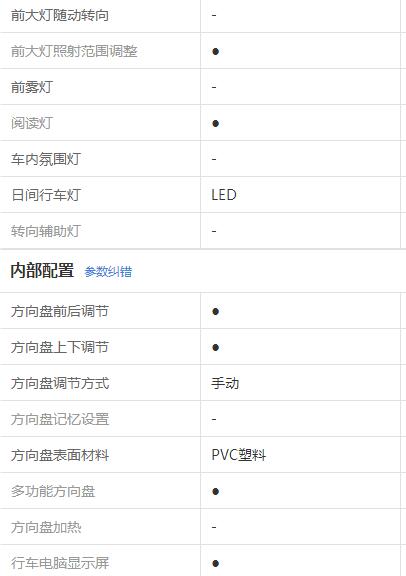 前大灯随动转向 -
前大灯照射范围调整 ●
前雾灯 -
阅读灯 ●
车内氛围灯 -
日间行车灯 LED
转向辅助灯 -
内部配置 参数纠错
方向盘前后调节 ●
方向盘上下调节 ●
方向盘调节方式 手动
方向盘记忆设置 -
方向盘表面材料 PVC塑料
多功能方向盘 ●
方向盘加热 -
行车电脑显示屏 ●